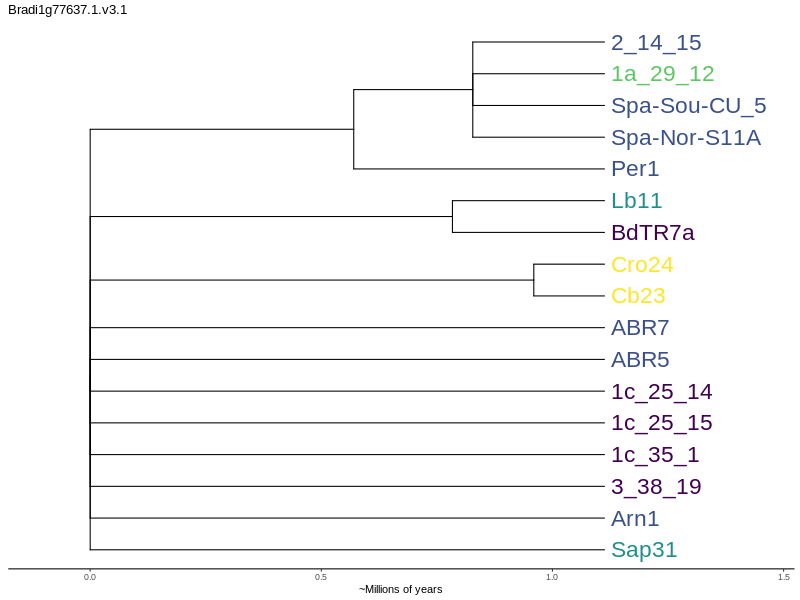 Bradi1g77637.1.v3.1
2_14_15
1a_29_12
Spa-Sou-CU_5
Spa-Nor-S11A
Per1
Lb11
BdTR7a
Cro24
Cb23
ABR7
ABR5
1c_25_14
1c_25_15
1c_35_1
3_38_19
Arn1
Sap31
0.0 0.5 1.0 1.5
~Millions of years